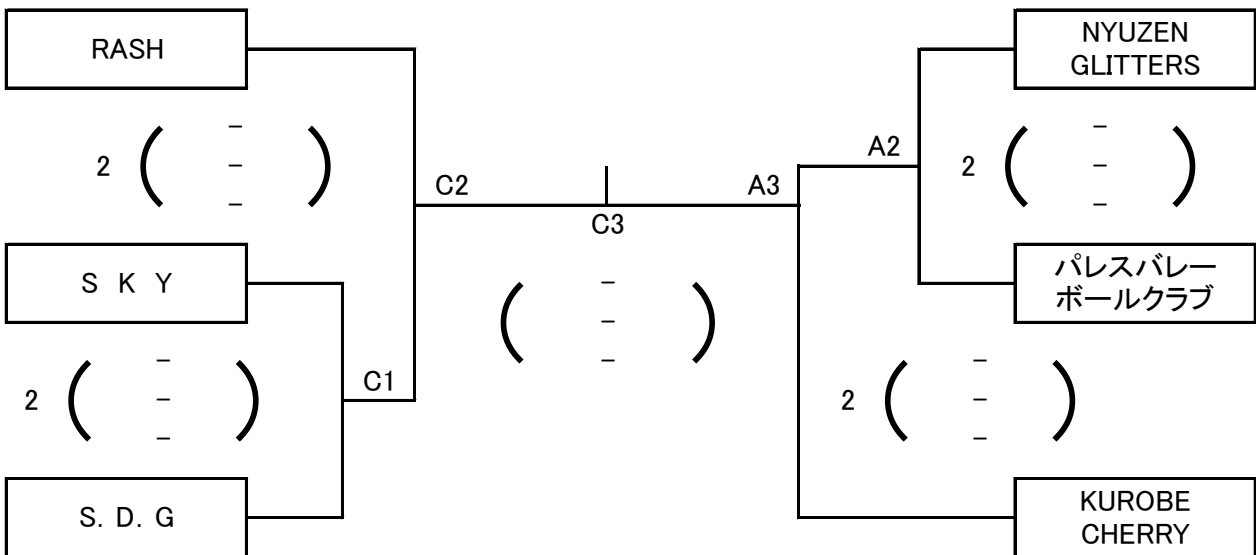 RASH
NYUZEN
GLITTERS
2 ( - - - )
A2
2 ( - - - )
C2
A3
C3
S K Y
パレスバレー
ボールクラブ
( - - - )
2 ( - - - )
C1
2 ( - - - )
S. D. G
KUROBE
CHERRY